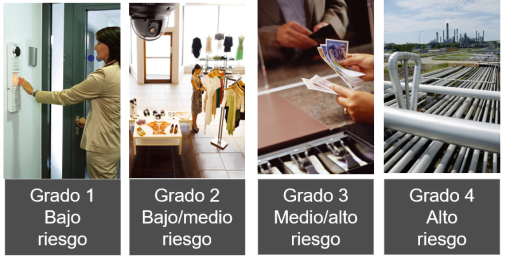 Grado 1
Bajo
riesgo
Grado 2
Bajo/medio
riesgo
Grado 3
Medio/alto
riesgo
Grado 4
Alto
riesgo